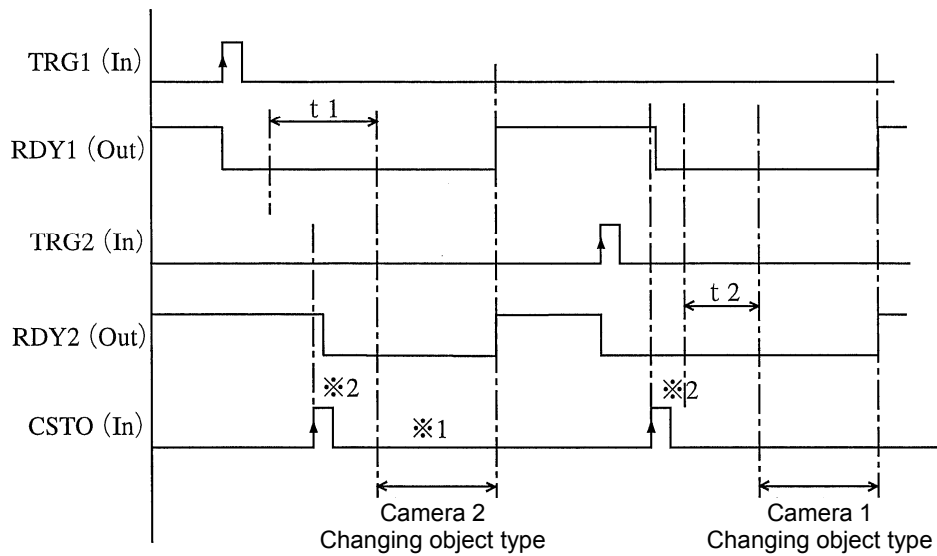 TRG1 (In)
t 1
RDY1 (Out)
TRG2 (In)
t 2
RDY2 (Out)
※2
※2
CSTO (In)
※1
Camera 2
Changing object type
Camera 1
Changing object type